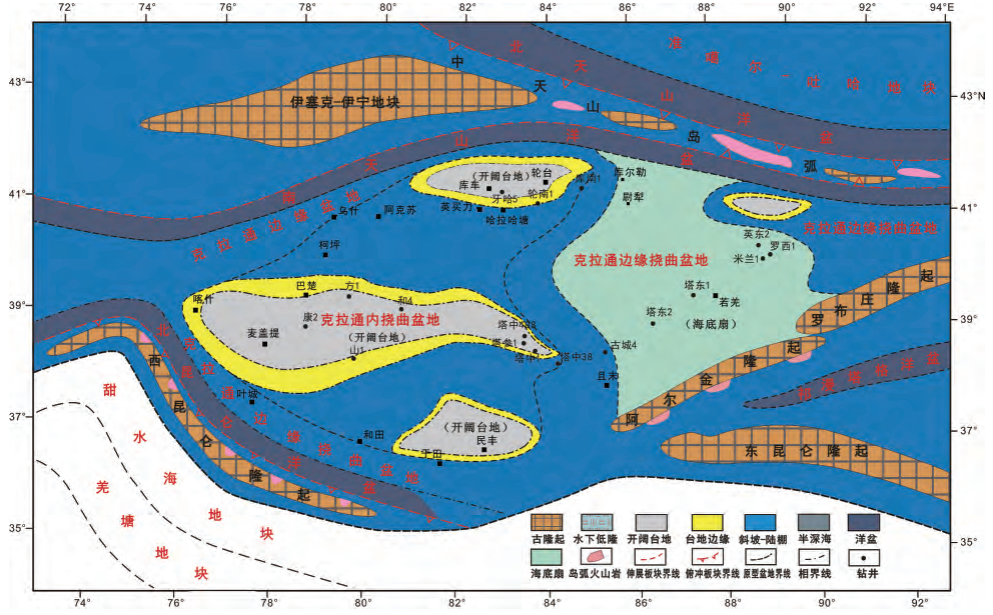 72° 74° 76° 78° 80° 82° 84° 86° 88° 90° 92° 94°E
43°
43°N
41°
41°
39°
39°
37°
37°
35°
35°
74° 76° 78° 80° 82° 84° 86° 88° 90° 92°
准噶尔—吐哈地块
北天山洋盆
中天山岛弧
伊塞克-伊宁地块
南天山洋盆
克拉通边缘挠曲盆地
(开阔台地)
轮台
库车
牙哈5
轮南1
英买力
哈拉哈塘
库南1
库尔勒
尉犁
乌什
阿克苏
柯坪
克拉通边缘挠曲盆地
克拉通边缘挠曲盆地
英东2
罗西1
米兰1
塔东1
若羌
塔东2
(海底扇)
罗布庄隆起
喀什
巴楚
方1
和4
康2
克拉通内挠曲盆地
麦盖提
(开阔台地)
山1
塔参1
塔中38
古城4
且末
阿尔金隆起
北昆仑洋盆
克拉通边缘挠曲盆地
西昆仑隆起
叶城
和田
于田
(开阔台地)
民丰
东昆仑隆起
甜水海地块
羌塘地块
古隆起 水下低隆 开阔台地 台地边缘 斜坡-陆棚 半深海 洋盆
海底扇 岛弧火山岩 伸展板块界线 俯冲板块界线 原型盆地界线 相界线 钻井